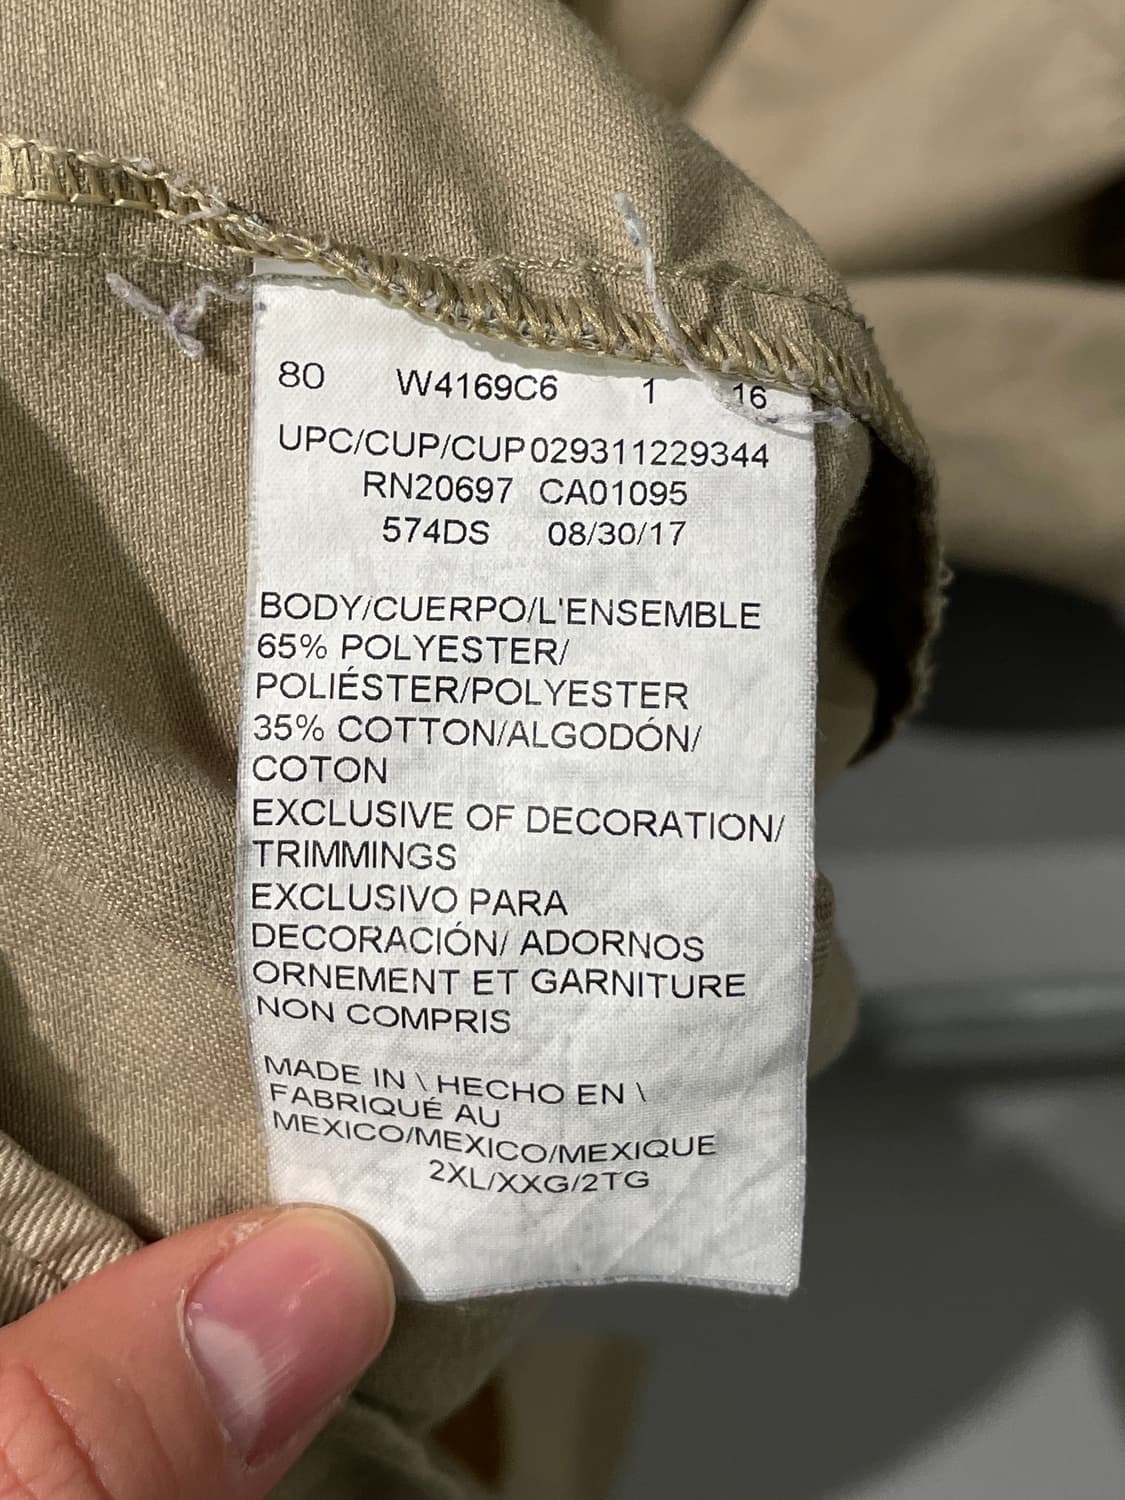 80 W4169C6 1 16
UPC/CUP/CUP029311229344
RN20697 CA01095
574DS 08/30/17
BODY/CUERPO/L'ENSEMBLE
65% POLYESTER/
POLIÉSTER/POLYESTER
35% COTTON/ALGODÓN/
COTON
EXCLUSIVE OF DECORATION/
TRIMMINGS
EXCLUSIVO PARA
DECORACIÓN/ ADORNOS
ORNEMENT ET GARNITURE
NON COMPRIS
MADE IN \ HECHO EN \
FABRIQUÉ AU
MEXICO/MEXICO/MEXIQUE
2XL/XXG/2TG